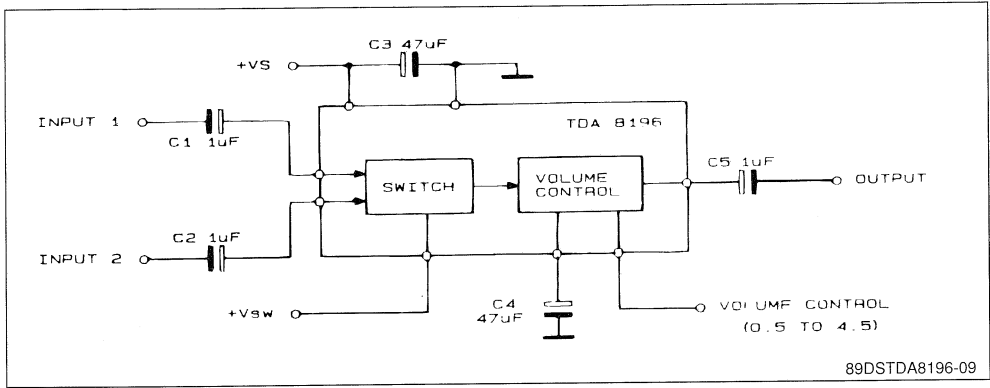 C3 47uF
+VS
INPUT 1
TDA 8196
C1 1uF
C5 1uF
SWITCH
VOLUME
CONTROL
OUTPUT
C2 1uF
INPUT 2
+VSW
C4
47uF
VOLUME CONTROL
(0.5 TO 4.5)
89DSTDA8196-09